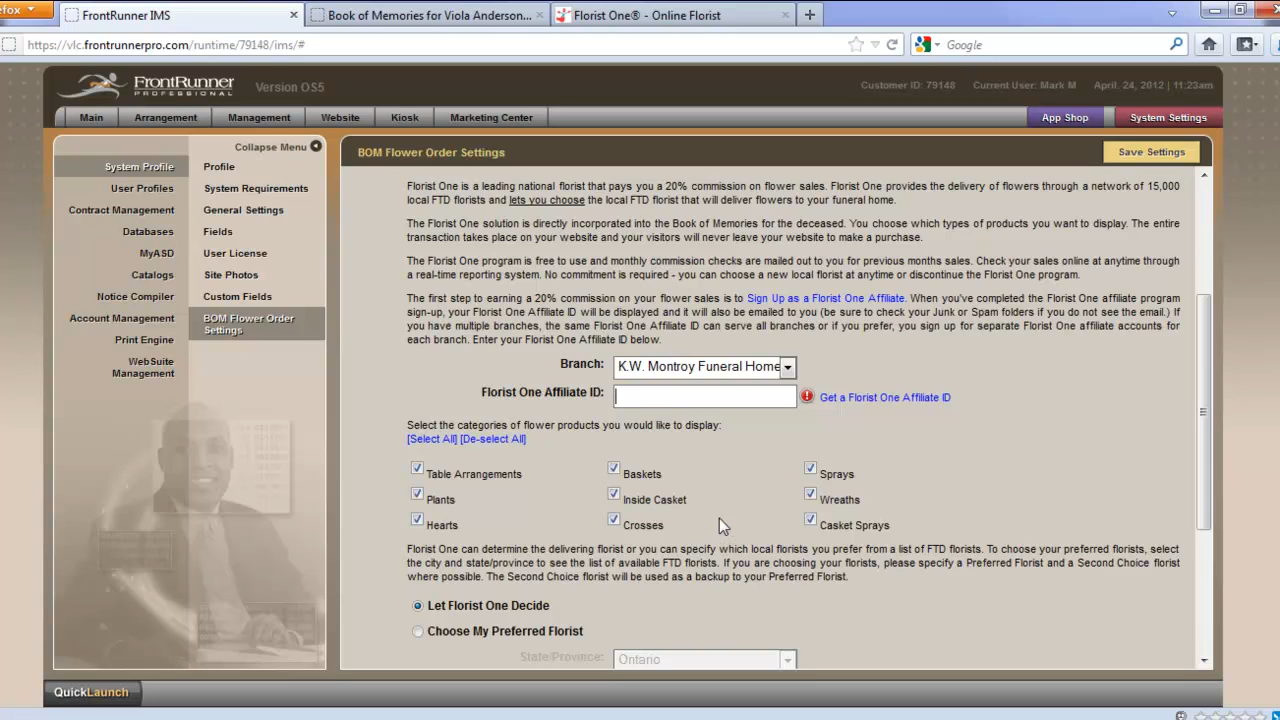 efox
FrontRunner IMS
Book of Memories for Viola Anderson...
Florist One® - Online Florist
https://vlc.frontrunnerpro.com/runtime/79148/ims/#
Google
FrontRunner
PROFESSIONAL
Version OS5
Customer ID: 79148
Current User: Mark M
April, 24, 2012 | 11:23am
Main
Arrangement
Management
Website
Kiosk
Marketing Center
App Shop
System Settings
Collapse Menu
System Profile
User Profiles
Contract Management
Databases
MyASD
Catalogs
Notice Compiler
Account Management
Print Engine
WebSuite
Management
Profile
System Requirements
General Settings
Fields
User License
Site Photos
Custom Fields
BOM Flower Order
Settings
BOM Flower Order Settings
Save Settings
Florist One is a leading national florist that pays you a 20% commission on flower sales. Florist One provides the delivery of flowers through a network of 15,000
local FTD florists and lets you choose the local FTD florist that will deliver flowers to your funeral home.
The Florist One solution is directly incorporated into the Book of Memories for the deceased. You choose which types of products you want to display. The entire
transaction takes place on your website and your visitors will never leave your website to make a purchase.
The Florist One program is free to use and monthly commission checks are mailed out to you for previous months sales. Check your sales online at anytime through
a real-time reporting system. No commitment is required - you can choose a new local florist at anytime or discontinue the Florist One program.
The first step to earning a 20% commission on your flower sales is to Sign Up as a Florist One Affiliate. When you've completed the Florist One affiliate program
sign-up, your Florist One Affiliate ID will be displayed and it will also be emailed to you (be sure to check your Junk or Spam folders if you do not see the email.) If
you have multiple branches, the same Florist One Affiliate ID can serve all branches or if you prefer, you sign up for separate Florist One affiliate accounts for
each branch. Enter your Florist One Affiliate ID below.
Branch:
K.W. Montroy Funeral Home
Florist One Affiliate ID:
Get a Florist One Affiliate ID
Select the categories of flower products you would like to display:
[Select All] [De-select All]
Table Arrangements
Baskets
Sprays
Plants
Inside Casket
Wreaths
Hearts
Crosses
Casket Sprays
Florist One can determine the delivering florist or you can specify which local florists you prefer from a list of FTD florists. To choose your preferred florists, select
the city and state/province to see the list of available FTD florists. If you are choosing your florists, please specify a Preferred Florist and a Second Choice florist
where possible. The Second Choice florist will be used as a backup to your Preferred Florist.
Let Florist One Decide
Choose My Preferred Florist
State/Province:
Ontario
QuickLaunch